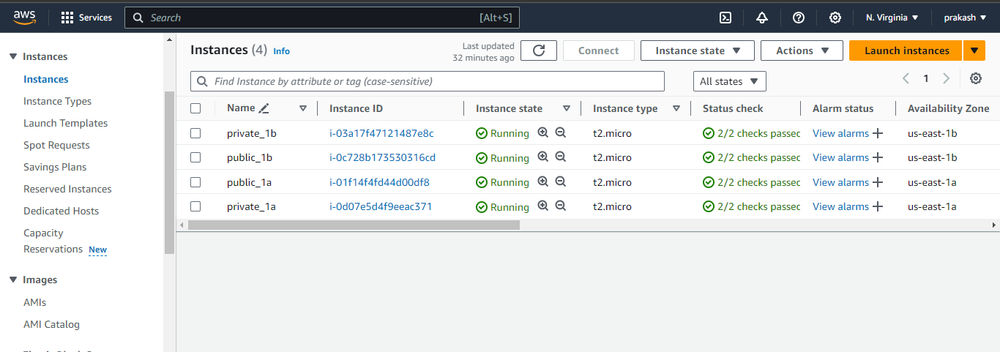 aws Services Search [Alt+S] N. Virginia prakash
Instances
Instances
Instance Types
Launch Templates
Spot Requests
Savings Plans
Reserved Instances
Dedicated Hosts
Capacity
Reservations New
Images
AMIs
AMI Catalog
Instances (4) Info
Last updated
32 minutes ago
Connect Instance state Actions Launch instances
Find Instance by attribute or tag (case-sensitive) All states 1
Name Instance ID Instance state Instance type Status check Alarm status Availability Zone
private_1b i-03a17f47121487e8c Running t2.micro 2/2 checks passec View alarms us-east-1b
public_1b i-0c728b173530316cd Running t2.micro 2/2 checks passec View alarms us-east-1b
public_1a i-01f14f4fd44d00df8 Running t2.micro 2/2 checks passec View alarms us-east-1a
private_1a i-0d07e5d4f9eeac371 Running t2.micro 2/2 checks passec View alarms us-east-1a